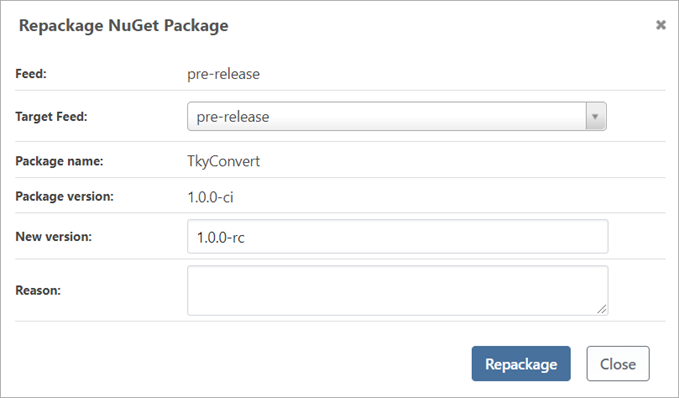 Repackage NuGet Package
Feed: pre-release
Target Feed: pre-release
Package name: TkyConvert
Package version: 1.0.0-ci
New version: 1.0.0-rc
Reason:
Repackage Close